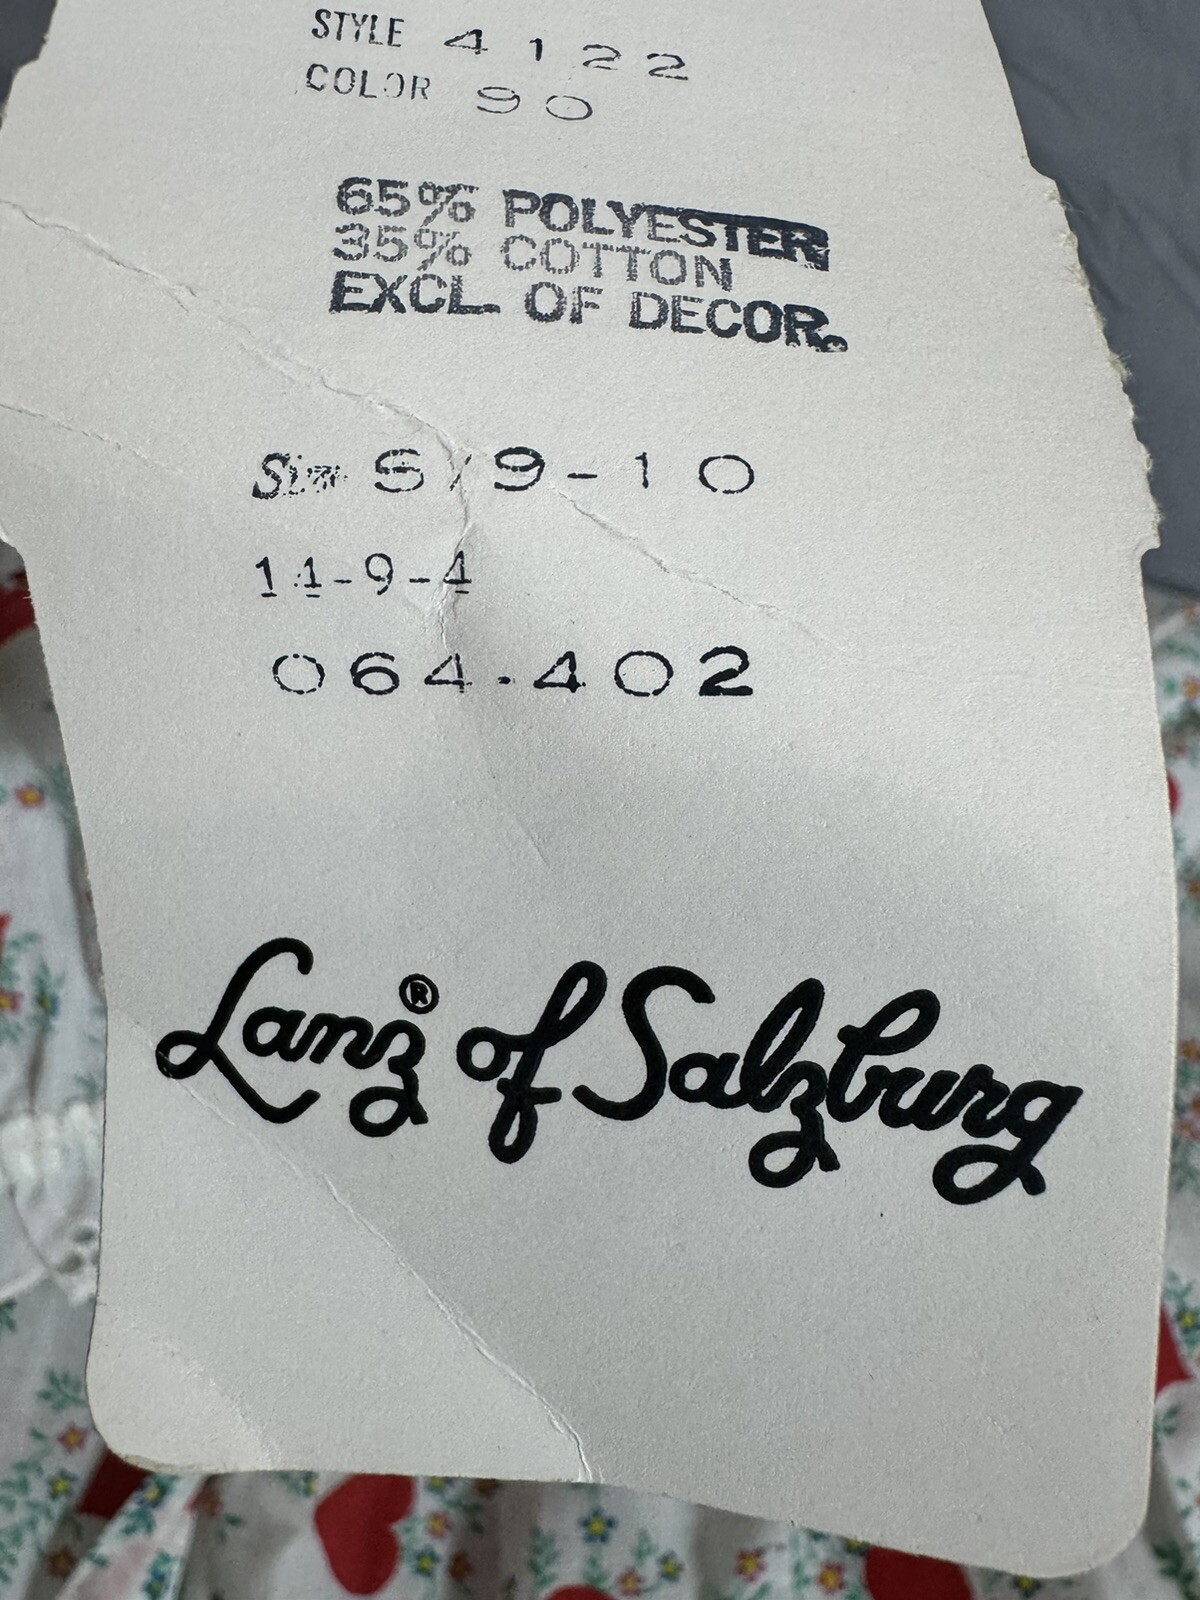 STYLE 4122
COLOR 90
65% POLYESTER
35% COTTON
EXCL. OF DECOR.
Size S/9-10
11-9-4
064.402
Lanz® of Salzburg